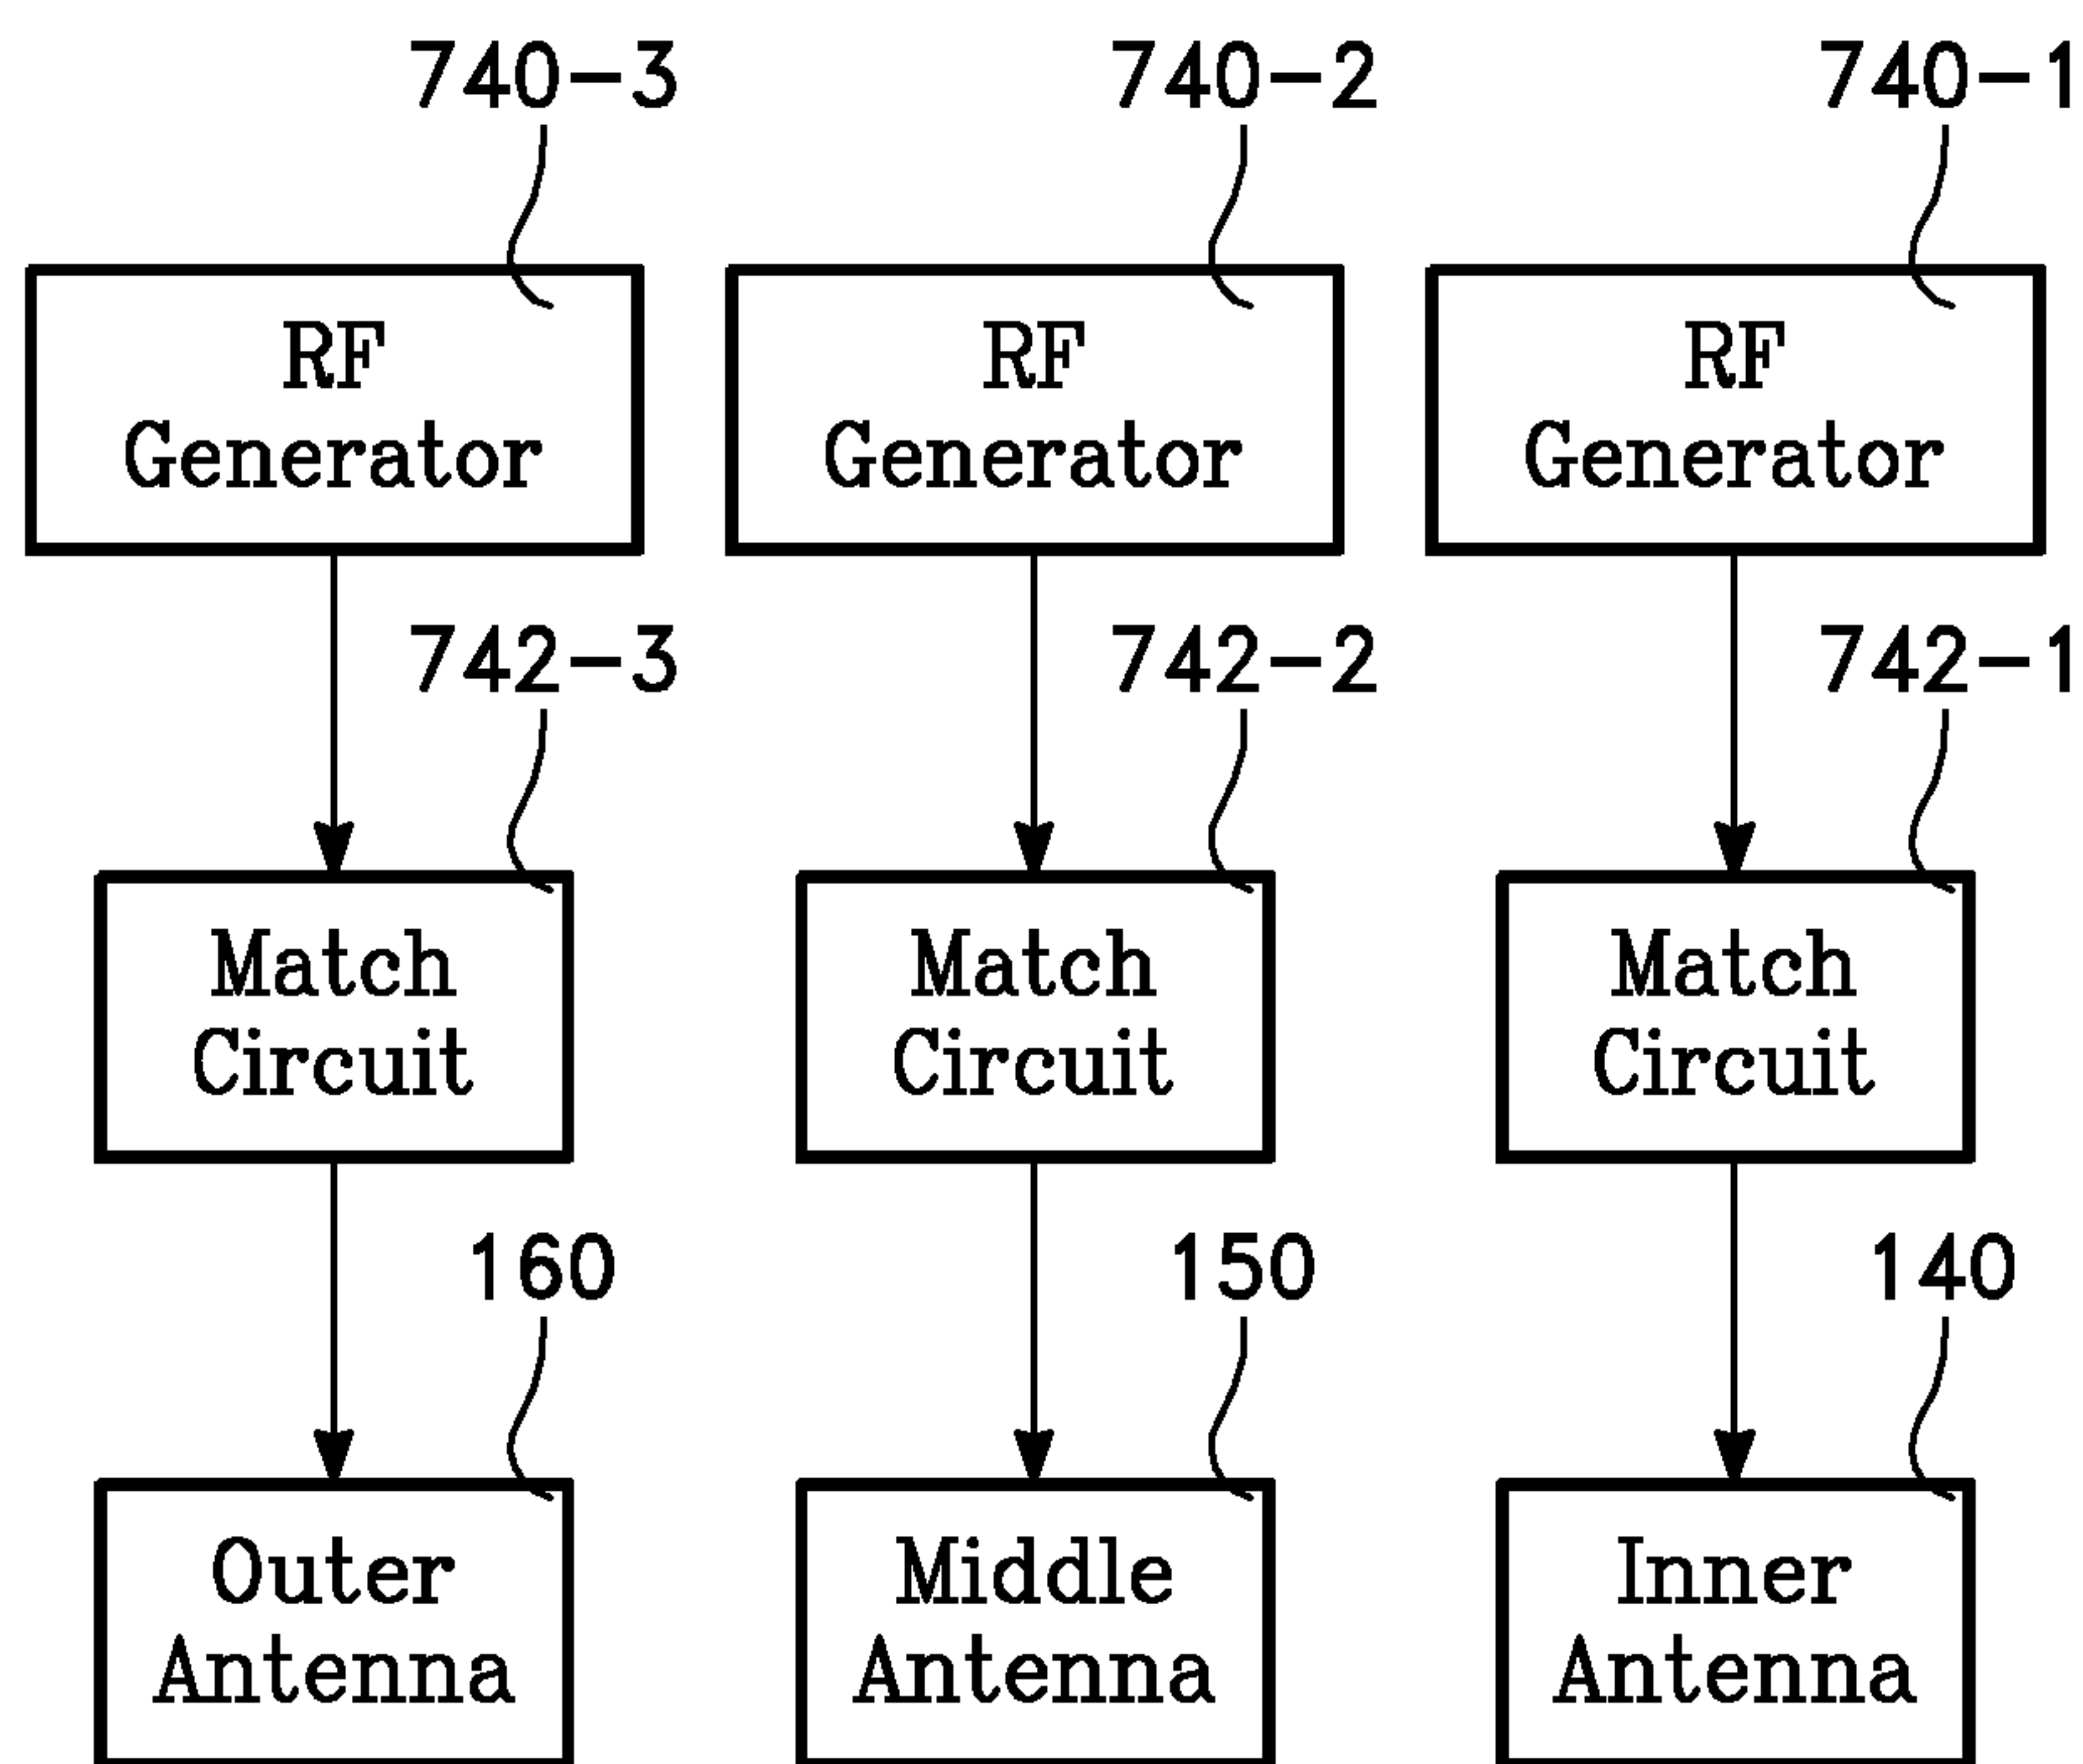 740-3 740-2 740-1
RF RF RF
Generator Generator Generator
742-3 742-2 742-1
Match Match Match
Circuit Circuit Circuit
160 150 140
Outer Middle Inner
Antenna Antenna Antenna